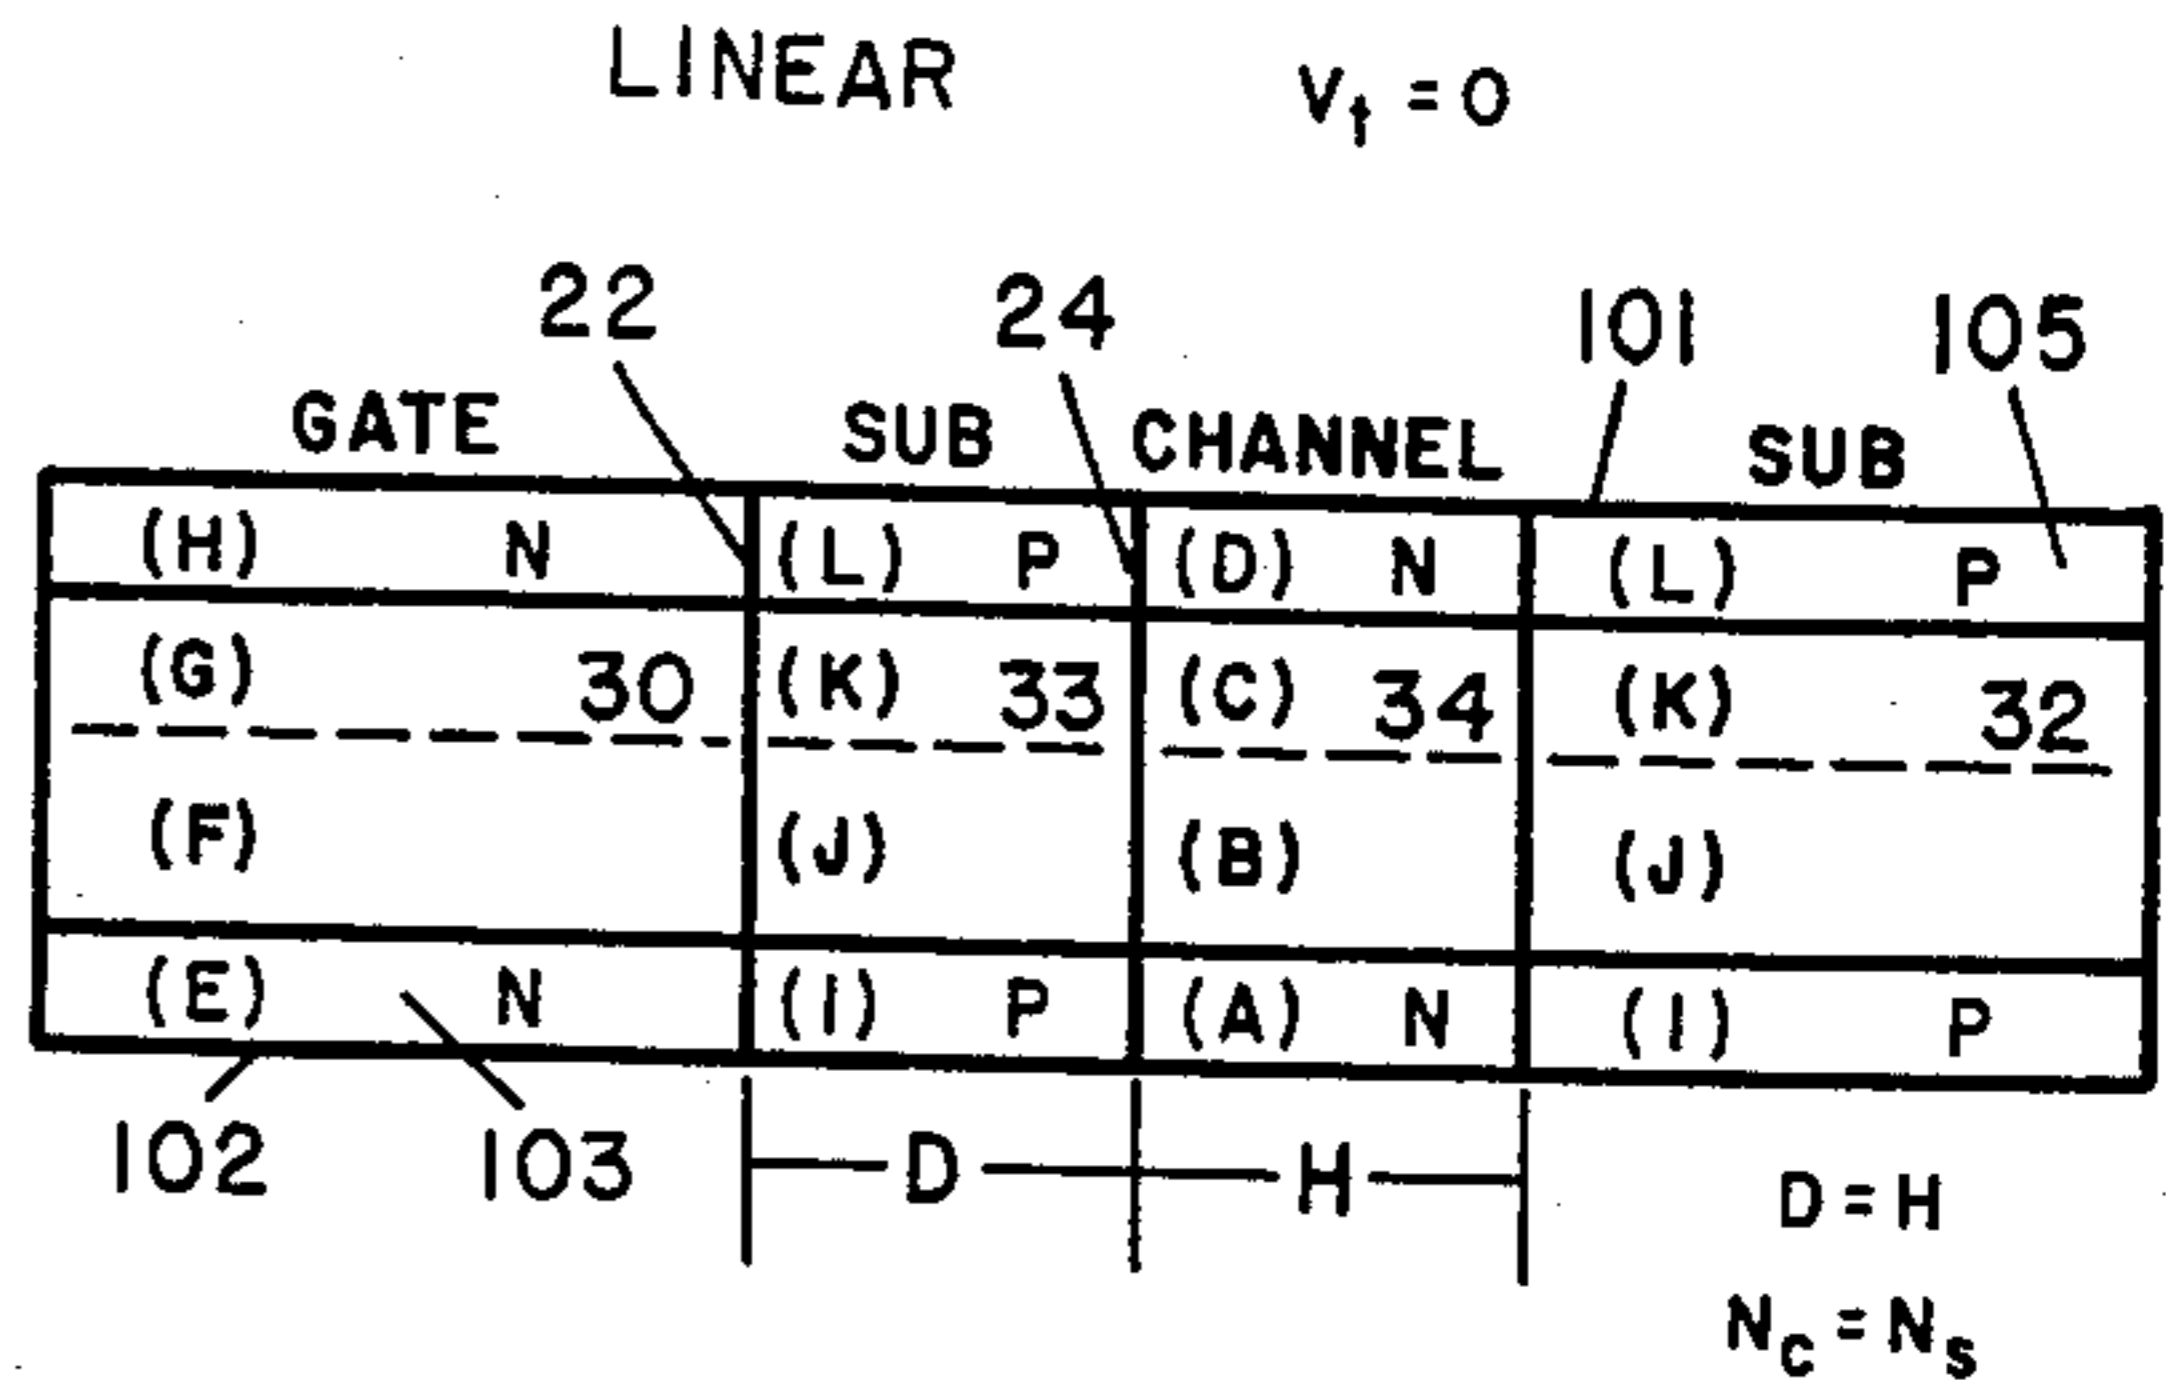 LINEAR Vt = 0
22 24 101 105
GATE SUB CHANNEL SUB
(H) N (L) P (D) N (L) P
(G) 30 (K) 33 (C) 34 (K) 32
(F) (J) (B) (J)
(E) N (I) P (A) N (I) P
102 103 D H D = H
Nc = Ns